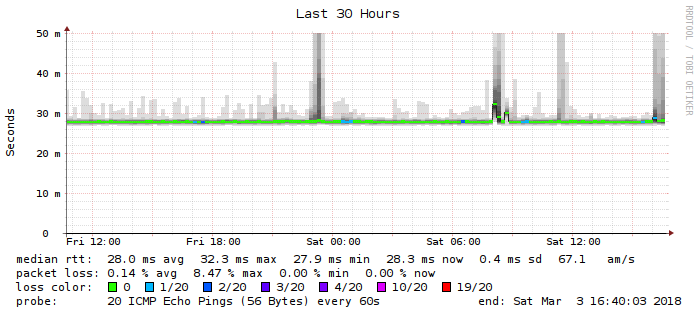 Last 30 Hours
RRDTOOL / TOBI OETIKER
Seconds
50 m
40 m
30 m
20 m
10 m
0
Fri 12:00 Fri 18:00 Sat 00:00 Sat 06:00 Sat 12:00
median rtt: 28.0 ms avg 32.3 ms max 27.9 ms min 28.3 ms now 0.4 ms sd 67.1 am/s
packet loss: 0.14 % avg 8.47 % max 0.00 % min 0.00 % now
loss color: 0 1/20 2/20 3/20 4/20 10/20 19/20
probe: 20 ICMP Echo Pings (56 Bytes) every 60s end: Sat Mar 3 16:40:03 2018